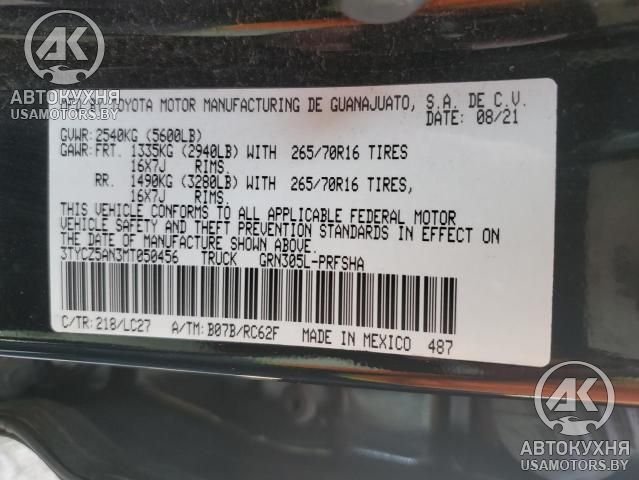 АК
АВТОКУХНЯ
USAMOTORS.BY
TOYOTA MOTOR MANUFACTURING DE GUANAJUATO, S.A. DE C.V.
DATE: 08/21
GVWR: 2540KG (5600LB)
GAWR: FRT. 1335KG (2940LB) WITH 265/70R16 TIRES
16X7J RIMS.
RR. 1490KG (3280LB) WITH 265/70R16 TIRES,
16X7J RIMS.
THIS VEHICLE CONFORMS TO ALL APPLICABLE FEDERAL MOTOR
VEHICLE SAFETY AND THEFT PREVENTION STANDARDS IN EFFECT ON
THE DATE OF MANUFACTURE SHOWN ABOVE.
3TYCZ5AN3MT050456 TRUCK GRN305L-PRFSHA
C/TR: 218/LC27 A/TM: B07B/RC62F MADE IN MEXICO 487
АК
АВТОКУХНЯ
USAMOTORS.BY